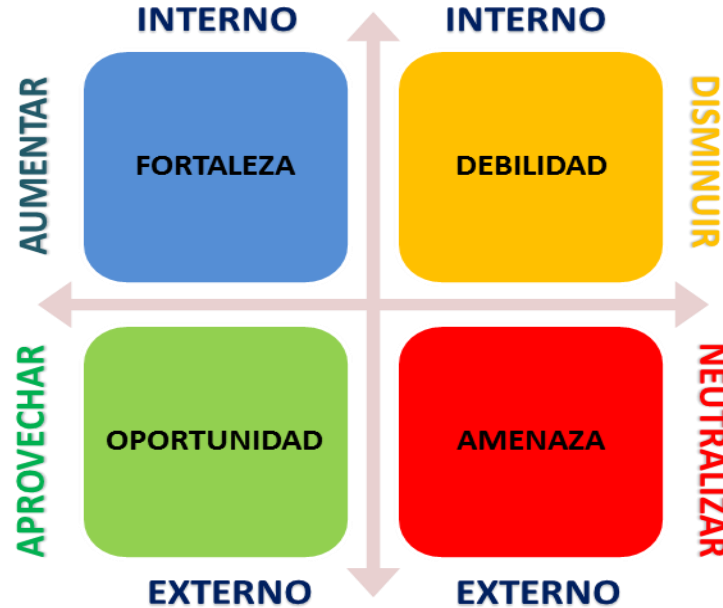 INTERNO
INTERNO
AUMENTAR
FORTALEZA
DEBILIDAD
DISMINUIR
APROVECHAR
OPORTUNIDAD
AMENAZA
NEUTRALIZAR
EXTERNO
EXTERNO